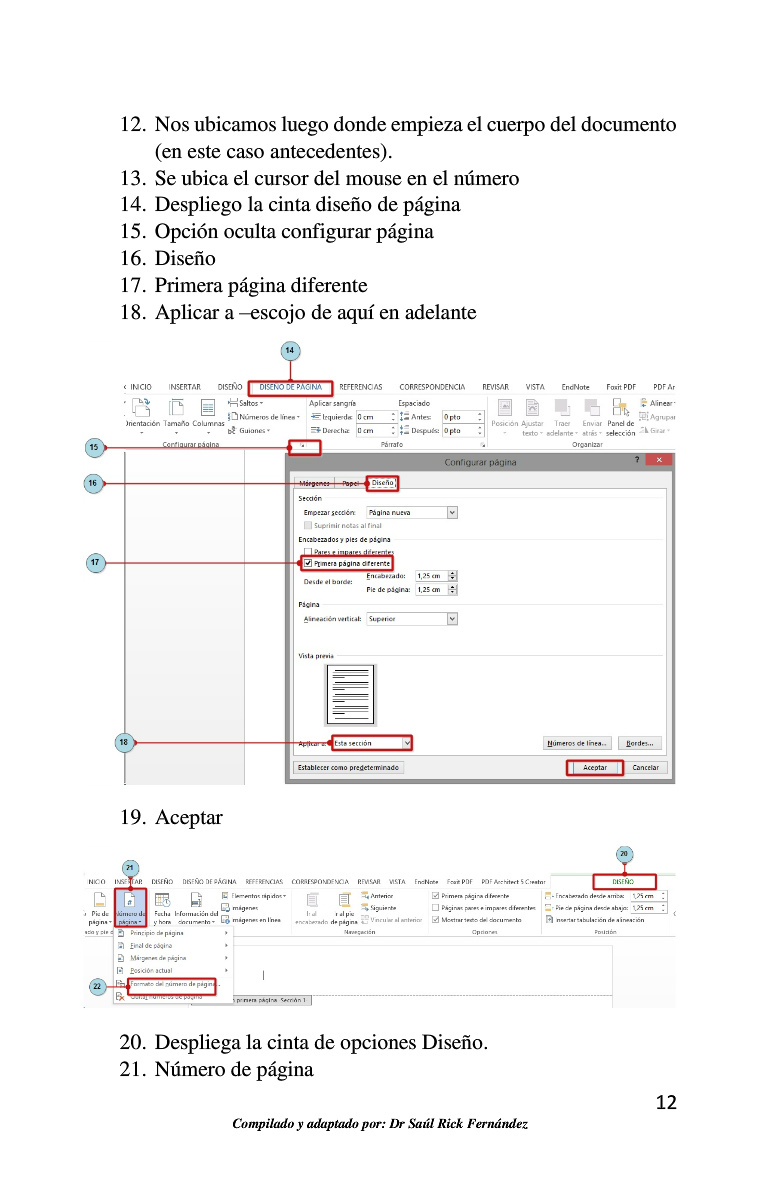 12. Nos ubicamos luego donde empieza el cuerpo del documento
(en este caso antecedentes).
13. Se ubica el cursor del mouse en el número
14. Despliego la cinta diseño de página
15. Opción oculta configurar página
16. Diseño
17. Primera página diferente
18. Aplicar a –escojo de aquí en adelante
14
INICIO INSERTAR DISEÑO DISEÑO DE PÁGINA REFERENCIAS CORRESPONDENCIA REVISAR VISTA EndNote Foxit PDF PDF Ar
Saltos Aplicar sangría Espaciado Alinear
Números de línea Izquierda: 0 cm Antes: 0 pto Agrupar
Orientación Tamaño Columnas Guiones Derecha: 0 cm Después: 0 pto Posición Ajustar texto Traer adelante Enviar atrás Panel de selección Girar
Configurar página Párrafo Organizar
15
Configurar página ? ×
16
Márgenes Papel Diseño
Sección
Empezar sección: Página nueva
Suprimir notas al final
Encabezados y pies de página
Pares e impares diferentes
17
Primera página diferente
Desde el borde: Encabezado: 1,25 cm
Pie de página: 1,25 cm
Página
Alineación vertical: Superior
Vista previa
18
Aplicar a: Esta sección Números de línea... Bordes...
Establecer como predeterminado Aceptar Cancelar
19. Aceptar
20
21
INICIO INSERTAR DISEÑO DISEÑO DE PÁGINA REFERENCIAS CORRESPONDENCIA REVISAR VISTA EndNote Foxit PDF PDF Architect 5 Creator DISEÑO
Elementos rápidos Anterior Primera página diferente Encabezado desde arriba: 1,25 cm
Pie de página Número de página Fecha y hora Información del documento Imágenes Ir al encabezado Ir al pie de página Siguiente Páginas pares e impares diferentes Pie de página desde abajo: 1,25 cm
Imágenes en línea Vincular al anterior Mostrar texto del documento Insertar tabulación de alineación
Navegación Opciones Posición
Principio de página
Final de página
Márgenes de página
Posición actual
22
Formato del número de página...
Quitar números de página
primera página. Sección 1-
20. Despliega la cinta de opciones Diseño.
21. Número de página
12
Compilado y adaptado por: Dr Saúl Rick Fernández